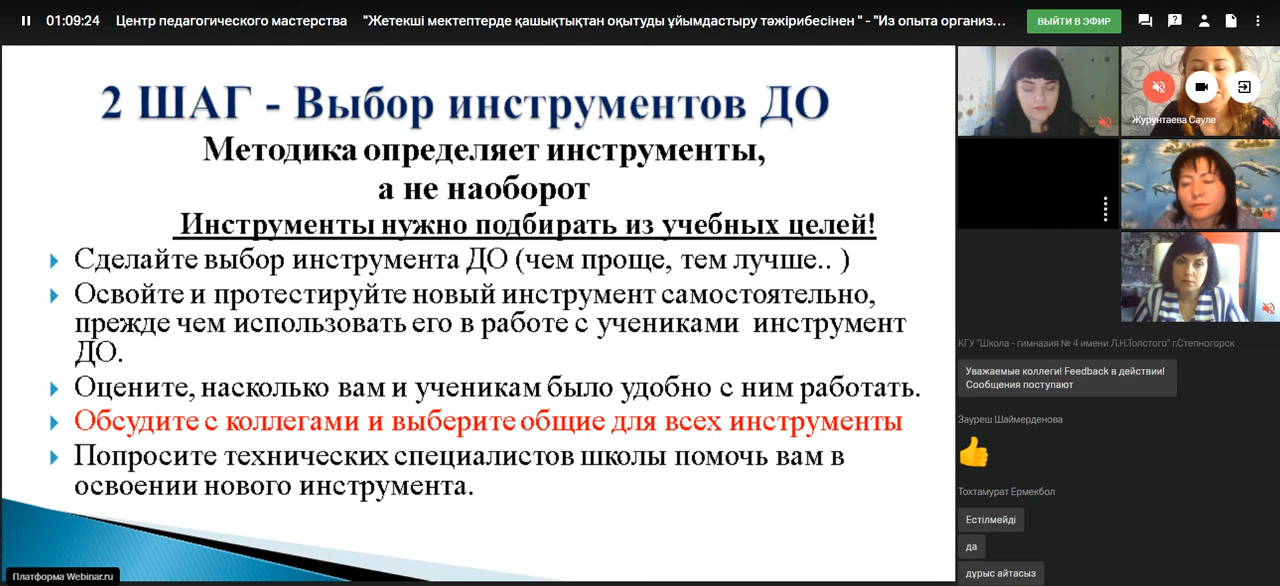 01:09:24 Центр педагогического мастерства "Жетекші мектептерде қашықтықтан оқытуды ұйымдастыру тәжірибесінен " - "Из опыта организ... ВЫЙТИ В ЭФИР
2 ШАГ - Выбор инструментов ДО
Методика определяет инструменты,
а не наоборот
Инструменты нужно подбирать из учебных целей!
Сделайте выбор инструмента ДО (чем проще, тем лучше.. )
Освойте и протестируйте новый инструмент самостоятельно,
прежде чем использовать его в работе с учениками инструмент
ДО.
Оцените, насколько вам и ученикам было удобно с ним работать.
Обсудите с коллегами и выберите общие для всех инструменты
Попросите технических специалистов школы помочь вам в
освоении нового инструмента.
Платформа Webinar.ru
Журунтаева Сауле
КГУ "Школа - гимназия № 4 имени Л.Н.Толстого" г.Степногорск
Уважаемые коллеги! Feedback в действии!
Сообщения поступают
Зауреш Шаймерденова
Тохтамурат Ермекбол
Естілмейді
да
дұрыс айтасыз